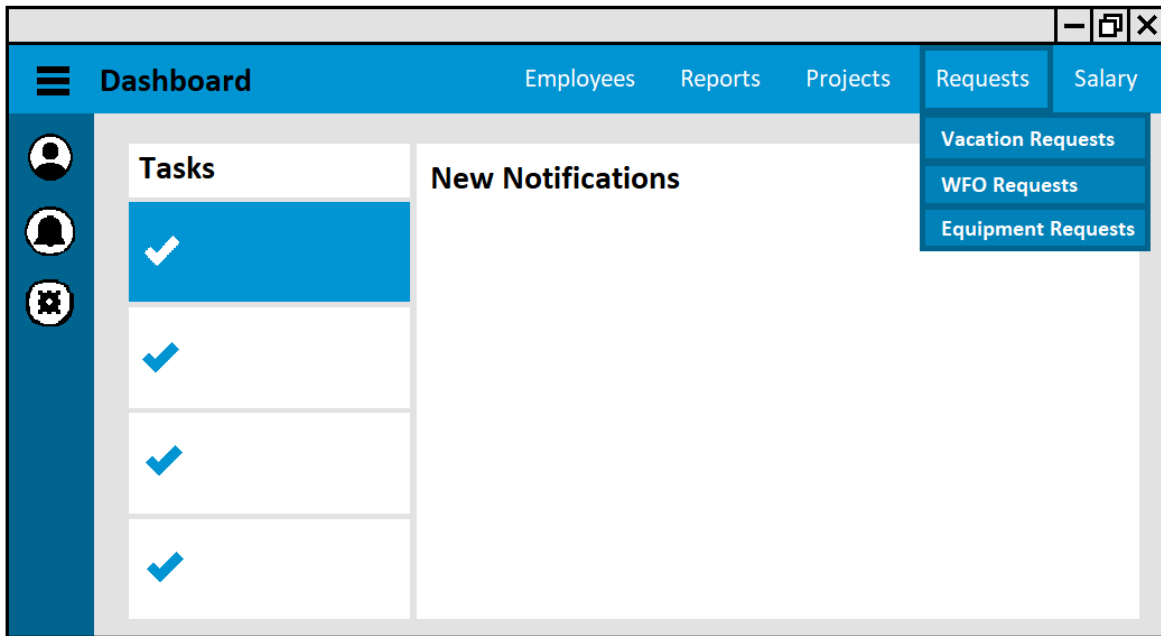 Dashboard
Employees
Reports
Projects
Requests
Salary
Vacation Requests
WFO Requests
Equipment Requests
Tasks
New Notifications